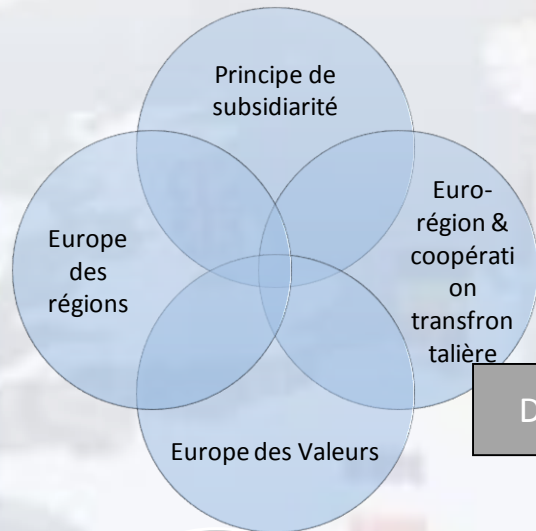 Principe de
subsidiarité
Europe
des
régions
Euro-
région &
coopérati
on
transfron
talière
D
Europe des Valeurs